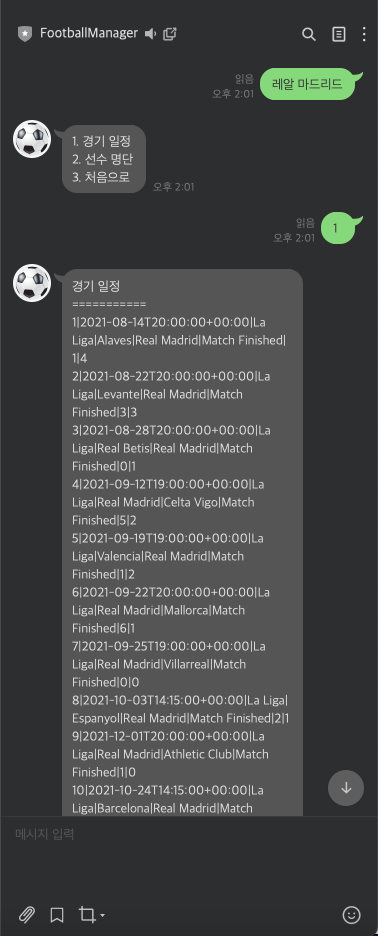 FootballManager
읽음
오후 2:01
레알 마드리드
1. 경기 일정
2. 선수 명단
3. 처음으로
오후 2:01
읽음
오후 2:01
1
경기 일정
===========
1|2021-08-14T20:00:00+00:00|La
Liga|Alaves|Real Madrid|Match Finished|
1|4
2|2021-08-22T20:00:00+00:00|La
Liga|Levante|Real Madrid|Match
Finished|3|3
3|2021-08-28T20:00:00+00:00|La
Liga|Real Betis|Real Madrid|Match
Finished|0|1
4|2021-09-12T19:00:00+00:00|La
Liga|Real Madrid|Celta Vigo|Match
Finished|5|2
5|2021-09-19T19:00:00+00:00|La
Liga|Valencia|Real Madrid|Match
Finished|1|2
6|2021-09-22T20:00:00+00:00|La
Liga|Real Madrid|Mallorca|Match
Finished|6|1
7|2021-09-25T19:00:00+00:00|La
Liga|Real Madrid|Villarreal|Match
Finished|0|0
8|2021-10-03T14:15:00+00:00|La Liga|
Espanyol|Real Madrid|Match Finished|2|1
9|2021-12-01T20:00:00+00:00|La
Liga|Real Madrid|Athletic Club|Match
Finished|1|0
10|2021-10-24T14:15:00+00:00|La
Liga|Barcelona|Real Madrid|Match
메시지 입력